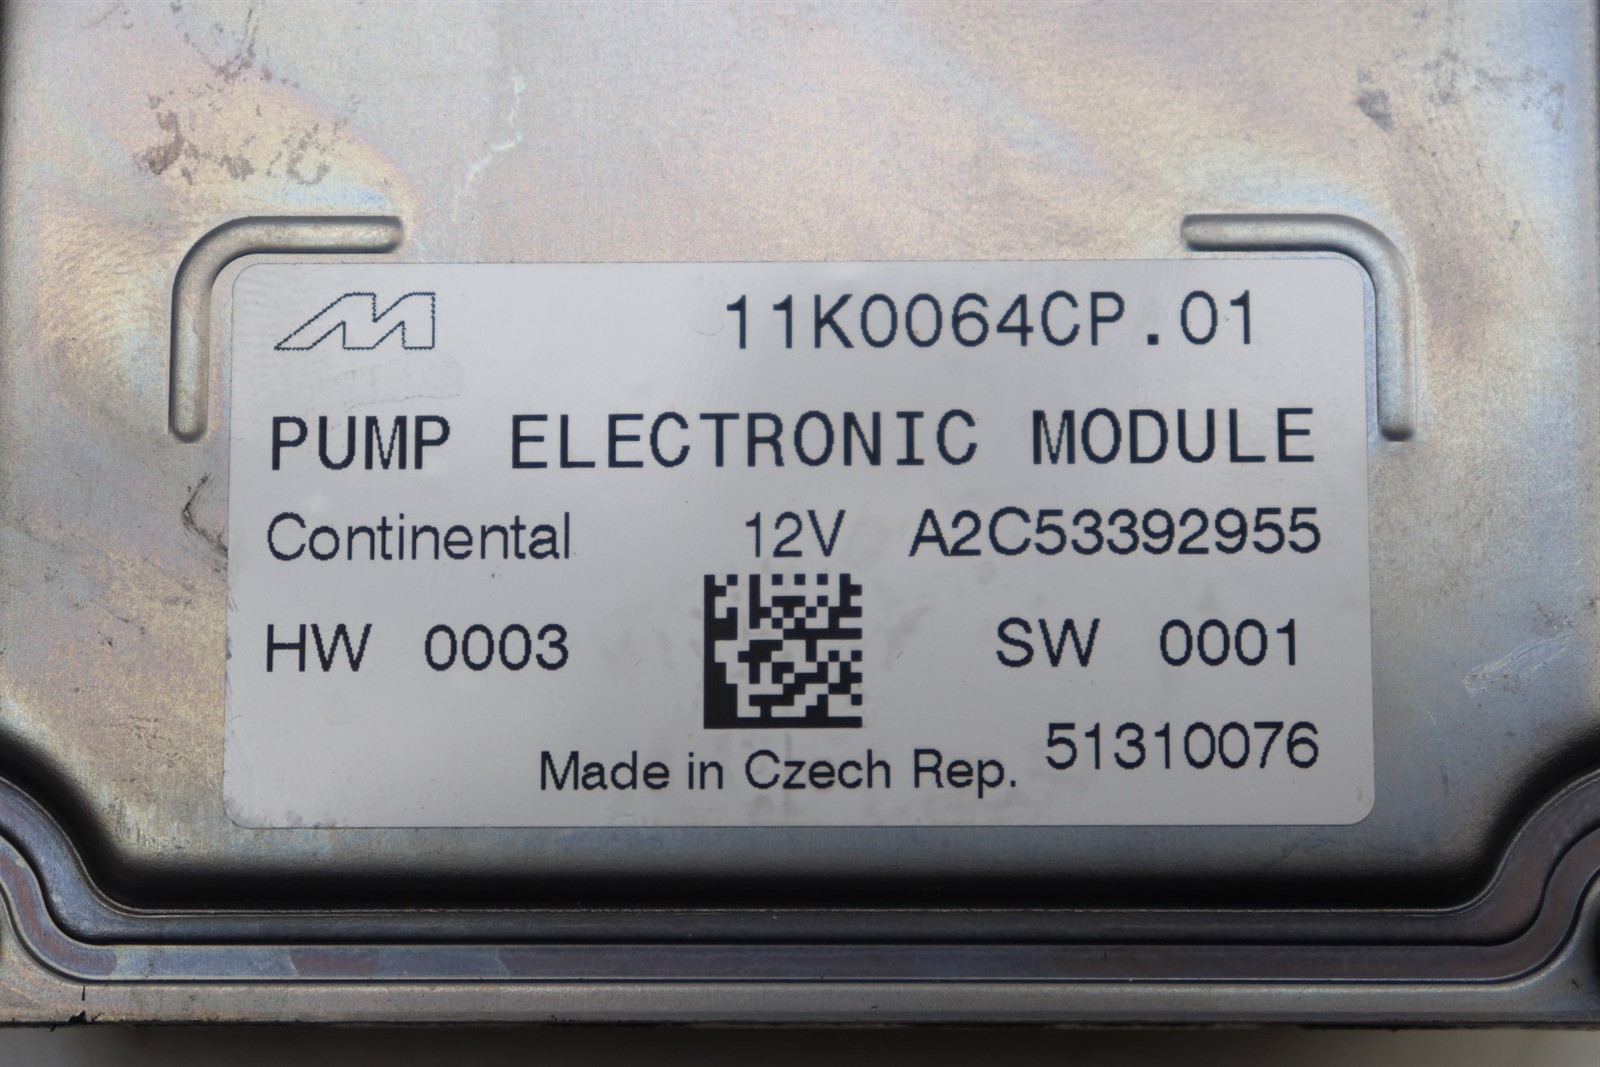 M 11K0064CP.01
PUMP ELECTRONIC MODULE
Continental 12V A2C53392955
HW 0003 SW 0001
Made in Czech Rep. 51310076